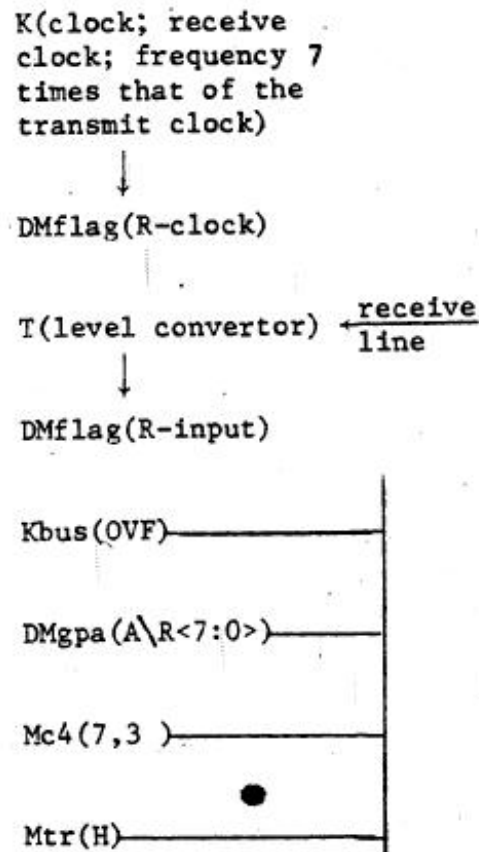 K(clock; receive
clock; frequency 7
times that of the
transmit clock)
DMflag(R-clock)
T(level convertor)
receive
line
DMflag(R-input)
Kbus(OVF)
DMgpa(A\R<7:0>)
Mc4(7,3 )
Mtr(H)